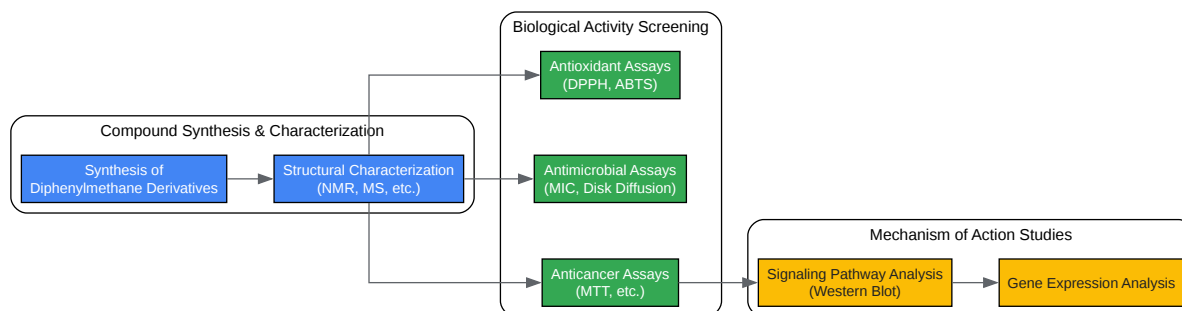 Compound Synthesis & Characterization
Synthesis of
Diphenylmethane Derivatives
Structural Characterization
(NMR, MS, etc.)
Biological Activity Screening
Antioxidant Assays
(DPPH, ABTS)
Antimicrobial Assays
(MIC, Disk Diffusion)
Anticancer Assays
(MTT, etc.)
Mechanism of Action Studies
Signaling Pathway Analysis
(Western Blot)
Gene Expression Analysis